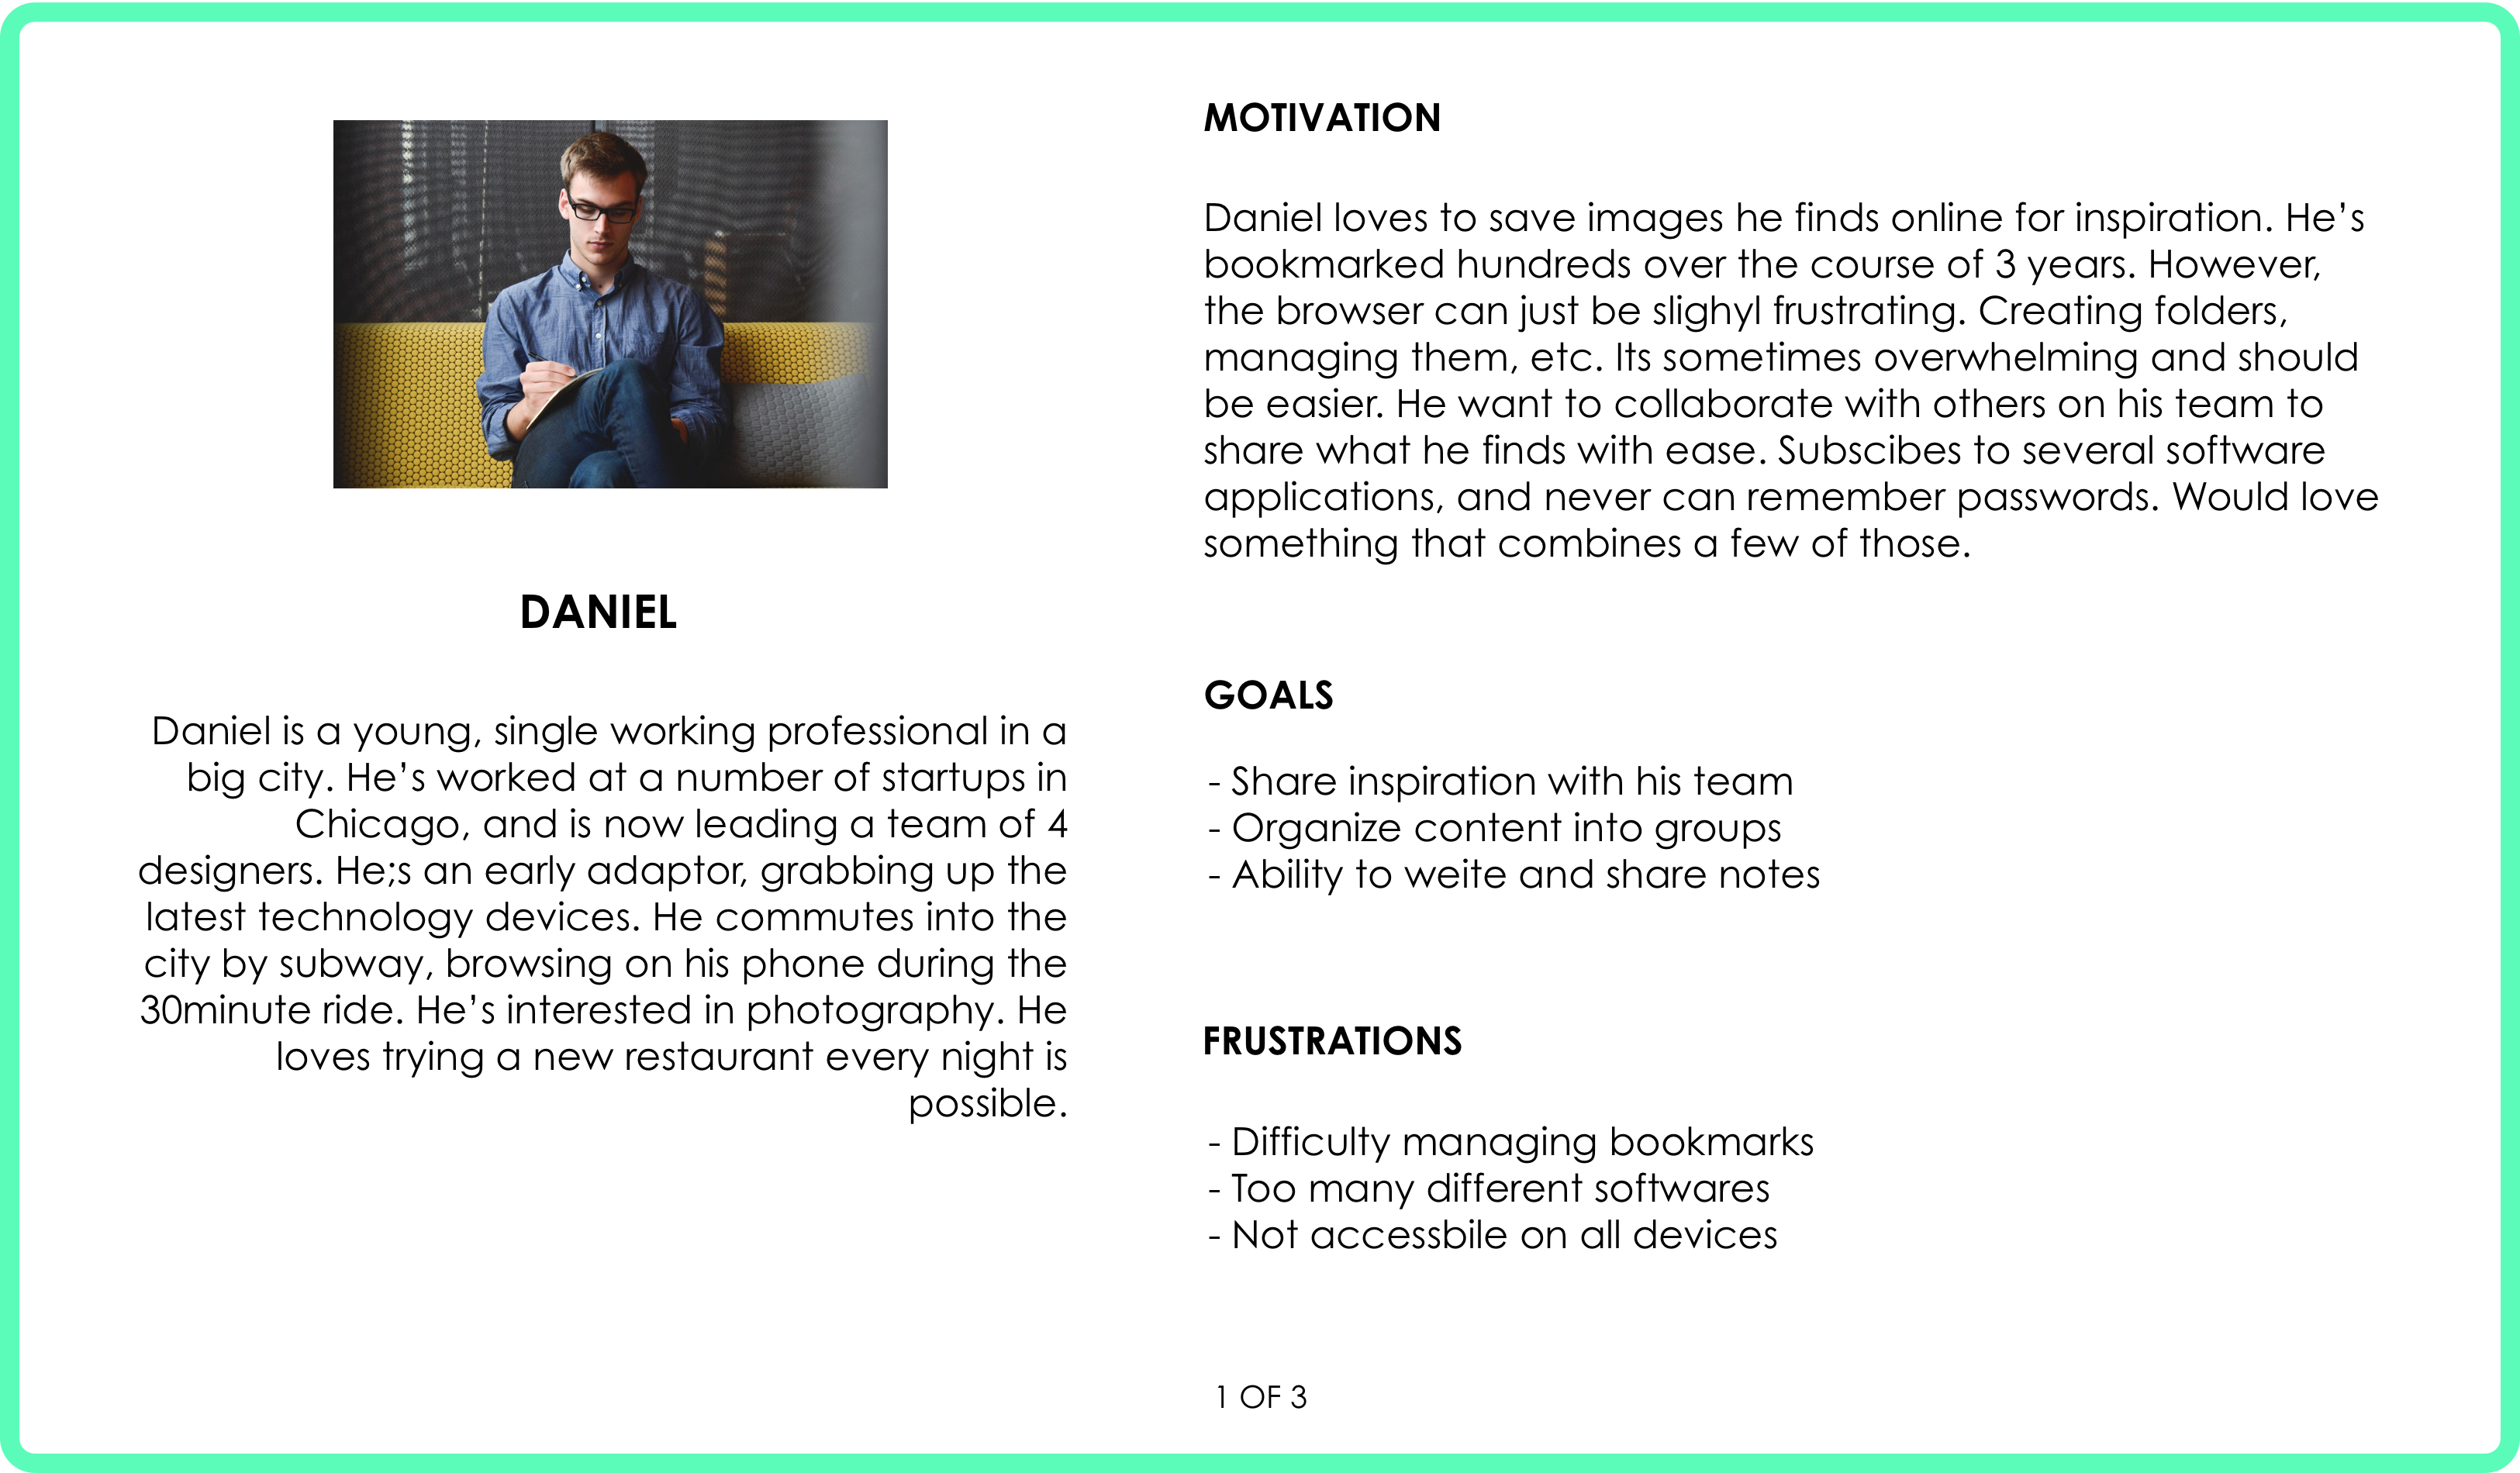 DANIEL
Daniel is a young, single working professional in a
big city. He’s worked at a number of startups in
Chicago, and is now leading a team of 4
designers. He;s an early adaptor, grabbing up the
latest technology devices. He commutes into the
city by subway, browsing on his phone during the
30minute ride. He’s interested in photography. He
loves trying a new restaurant every night is
possible.
MOTIVATION
Daniel loves to save images he finds online for inspiration. He’s
bookmarked hundreds over the course of 3 years. However,
the browser can just be slighyl frustrating. Creating folders,
managing them, etc. Its sometimes overwhelming and should
be easier. He want to collaborate with others on his team to
share what he finds with ease. Subscibes to several software
applications, and never can remember passwords. Would love
something that combines a few of those.
GOALS
- Share inspiration with his team
- Organize content into groups
- Ability to weite and share notes
FRUSTRATIONS
- Difficulty managing bookmarks
- Too many different softwares
- Not accessbile on all devices
1 OF 3